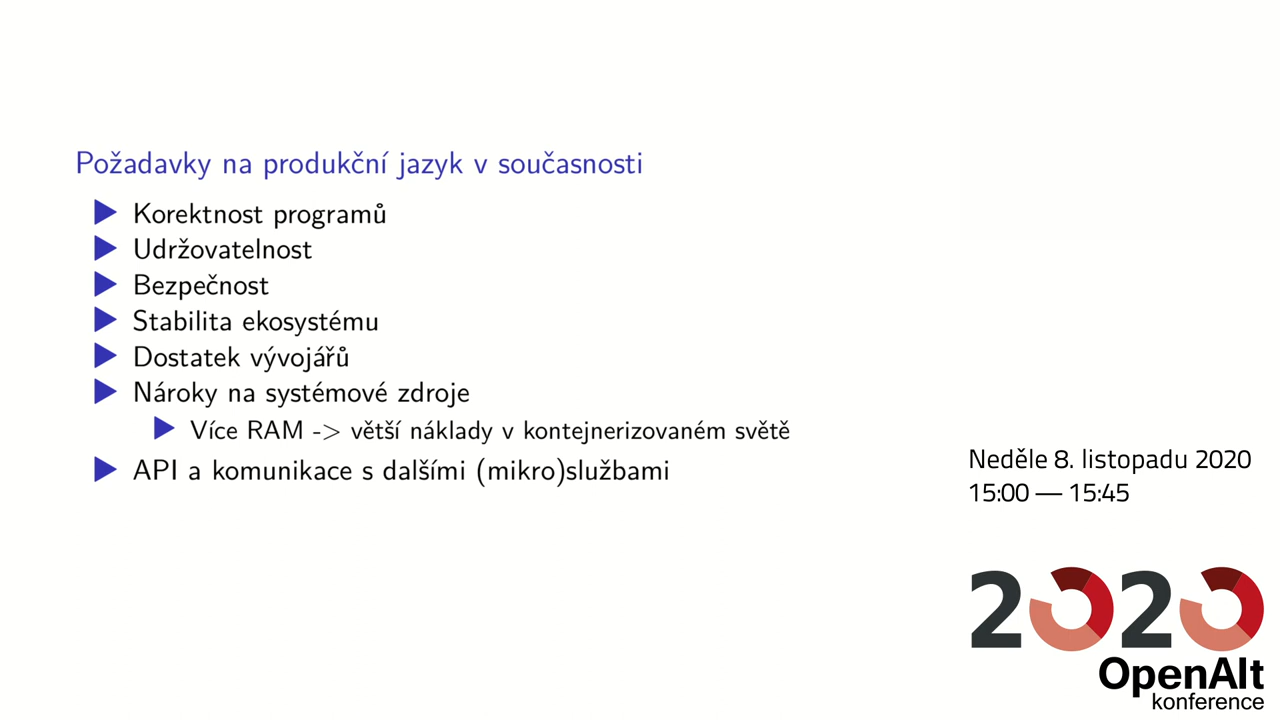 Požadavky na produkční jazyk v současnosti
Korektnost programů
Udržovatelnost
Bezpečnost
Stabilita ekosystému
Dostatek vývojářů
Nároky na systémové zdroje
Více RAM -> větší náklady v kontejnerizovaném světě
API a komunikace s dalšími (mikro)službami
Neděle 8. listopadu 2020
15:00 — 15:45
2020
OpenAlt
konference